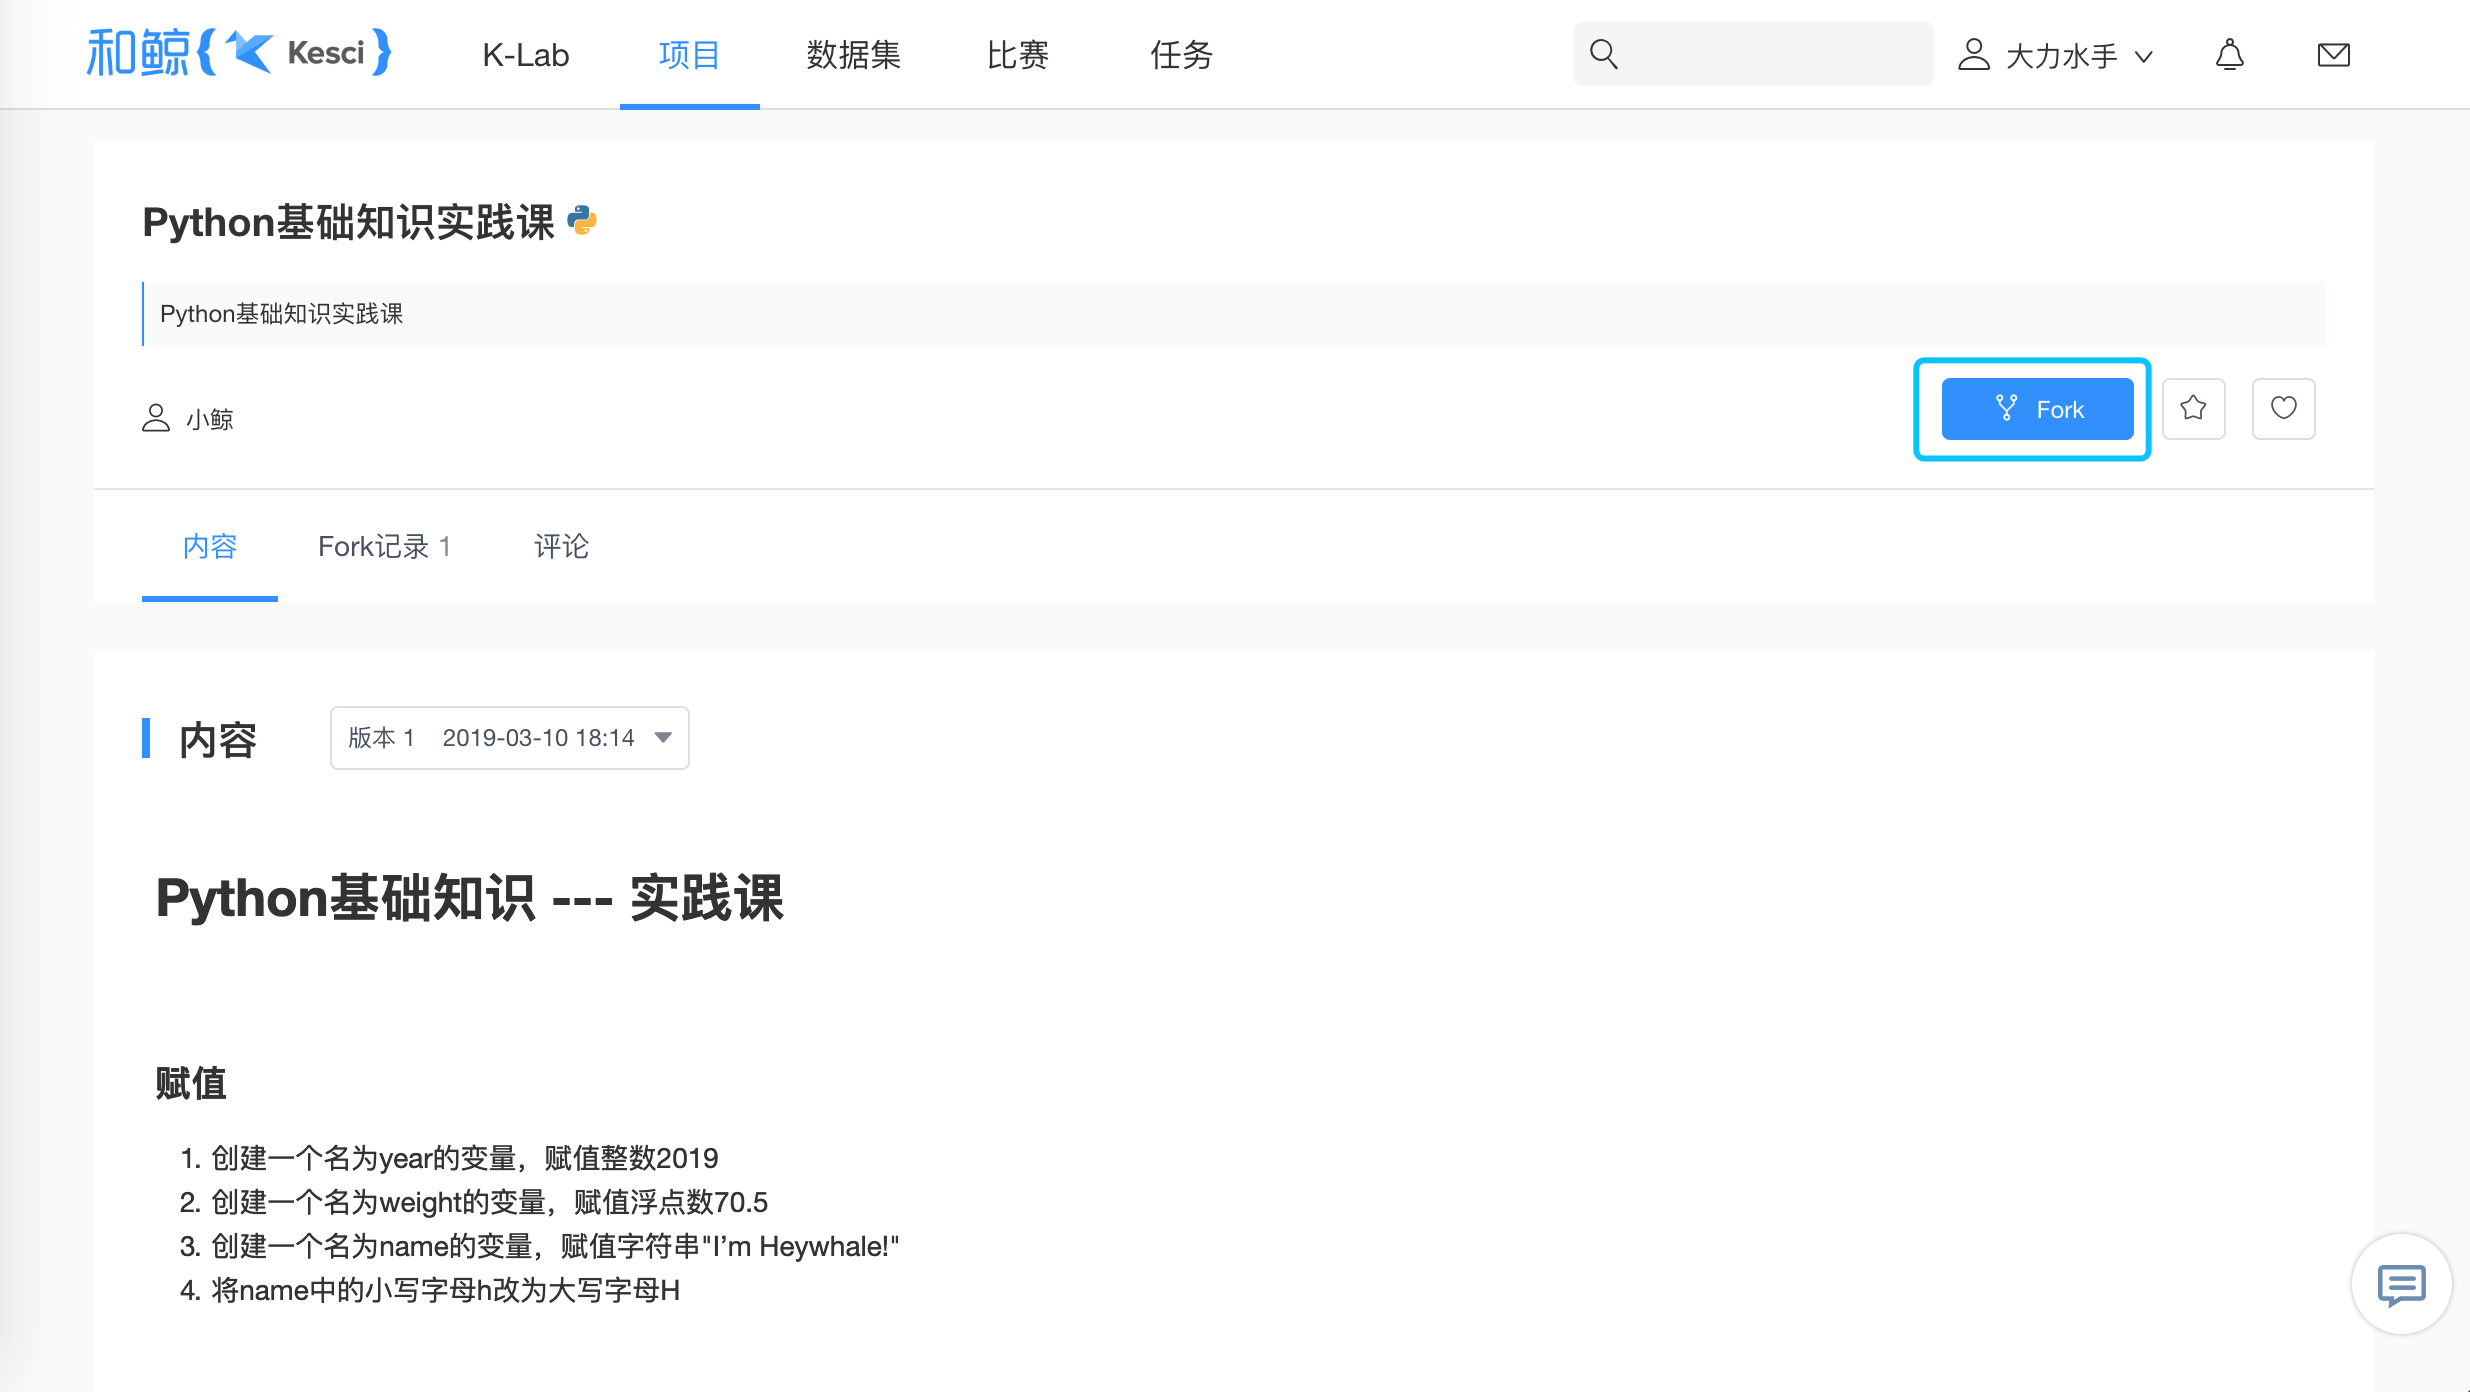 和鲸{ Kesci }
K-Lab
项目
数据集
比赛
任务
大力水手
Python基础知识实践课
Python基础知识实践课
小鲸
Fork
内容
Fork记录 1
评论
内容
版本 1 2019-03-10 18:14
Python基础知识 --- 实践课
赋值
1. 创建一个名为year的变量，赋值整数2019
2. 创建一个名为weight的变量，赋值浮点数70.5
3. 创建一个名为name的变量，赋值字符串"I’m Heywhale!"
4. 将name中的小写字母h改为大写字母H